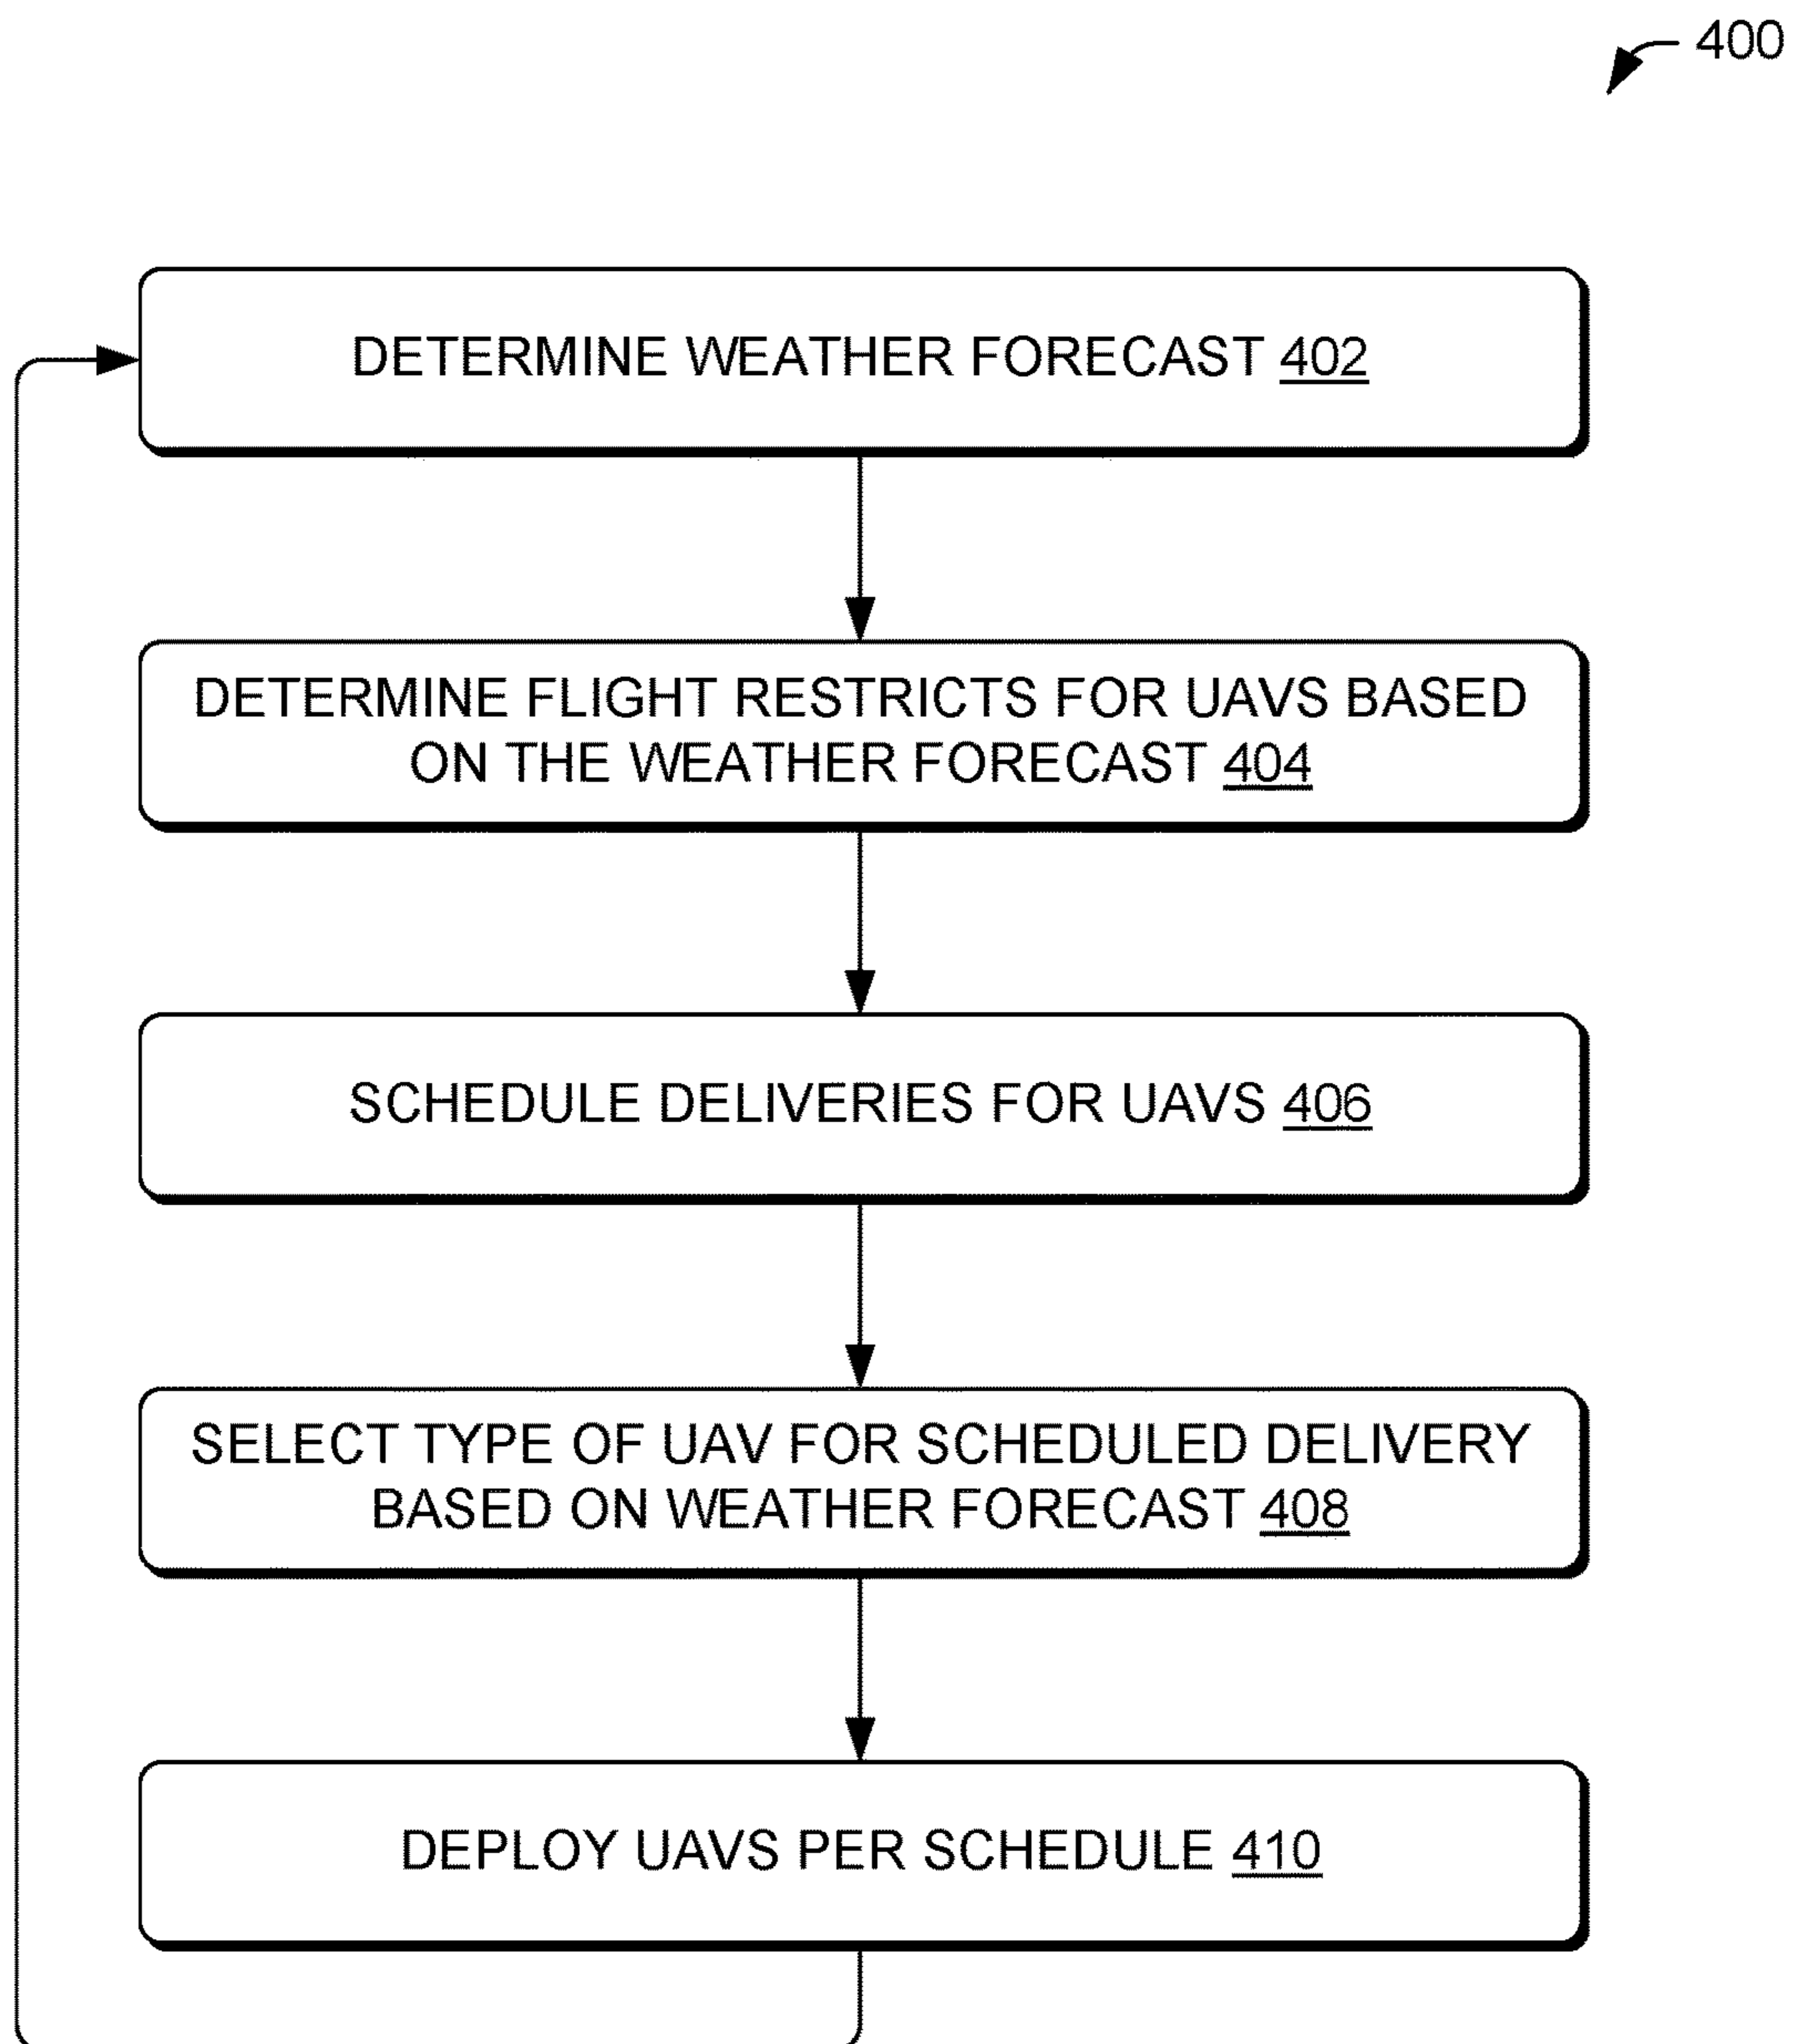 400
DETERMINE WEATHER FORECAST 402
DETERMINE FLIGHT RESTRICTS FOR UAVS BASED
ON THE WEATHER FORECAST 404
SCHEDULE DELIVERIES FOR UAVS 406
SELECT TYPE OF UAV FOR SCHEDULED DELIVERY
BASED ON WEATHER FORECAST 408
DEPLOY UAVS PER SCHEDULE 410